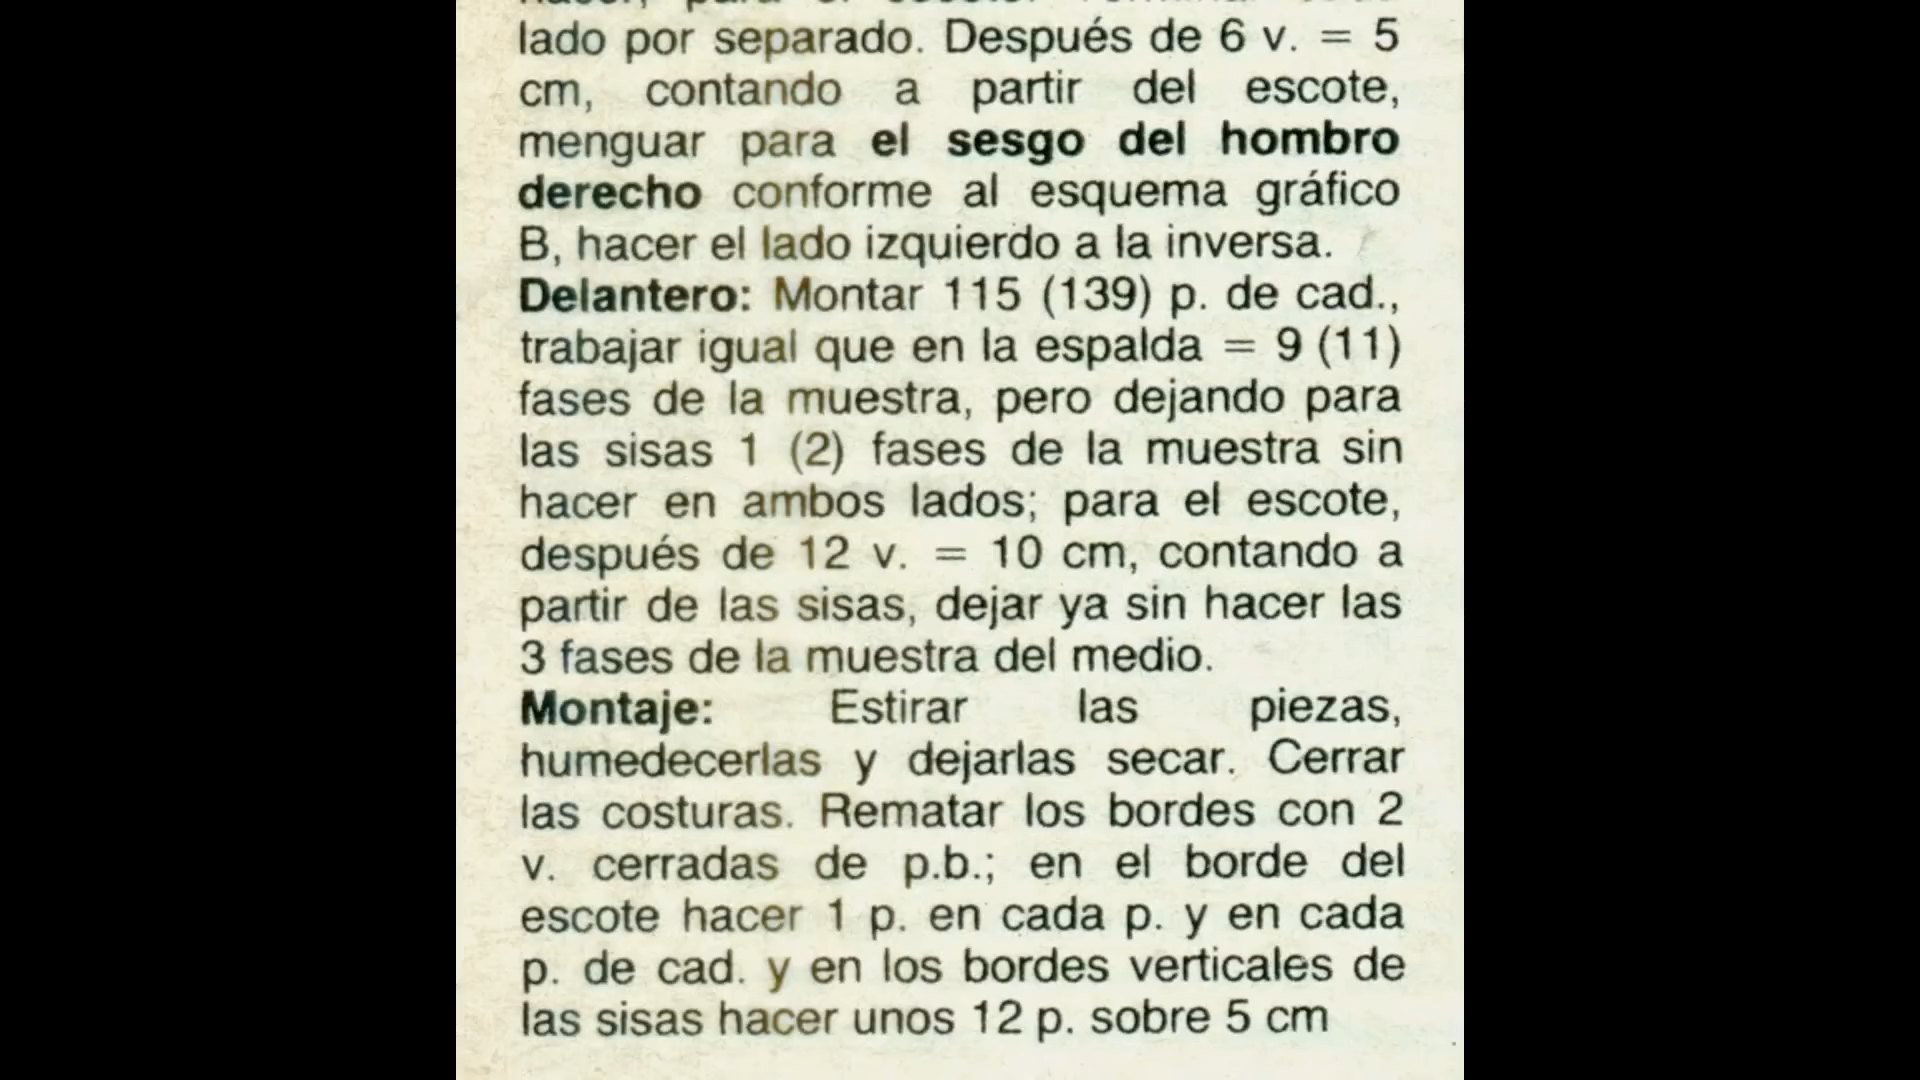 lado por separado. Después de 6 v. = 5
cm, contando a partir del escote,
menguar para el sesgo del hombro
derecho conforme al esquema gráfico
B, hacer el lado izquierdo a la inversa.
Delantero: Montar 115 (139) p. de cad.,
trabajar igual que en la espalda = 9 (11)
fases de la muestra, pero dejando para
las sisas 1 (2) fases de la muestra sin
hacer en ambos lados; para el escote,
después de 12 v. = 10 cm, contando a
partir de las sisas, dejar ya sin hacer las
3 fases de la muestra del medio.
Montaje: Estirar las piezas,
humedecerlas y dejarlas secar. Cerrar
las costuras. Rematar los bordes con 2
v. cerradas de p.b.; en el borde del
escote hacer 1 p. en cada p. y en cada
p. de cad. y en los bordes verticales de
las sisas hacer unos 12 p. sobre 5 cm